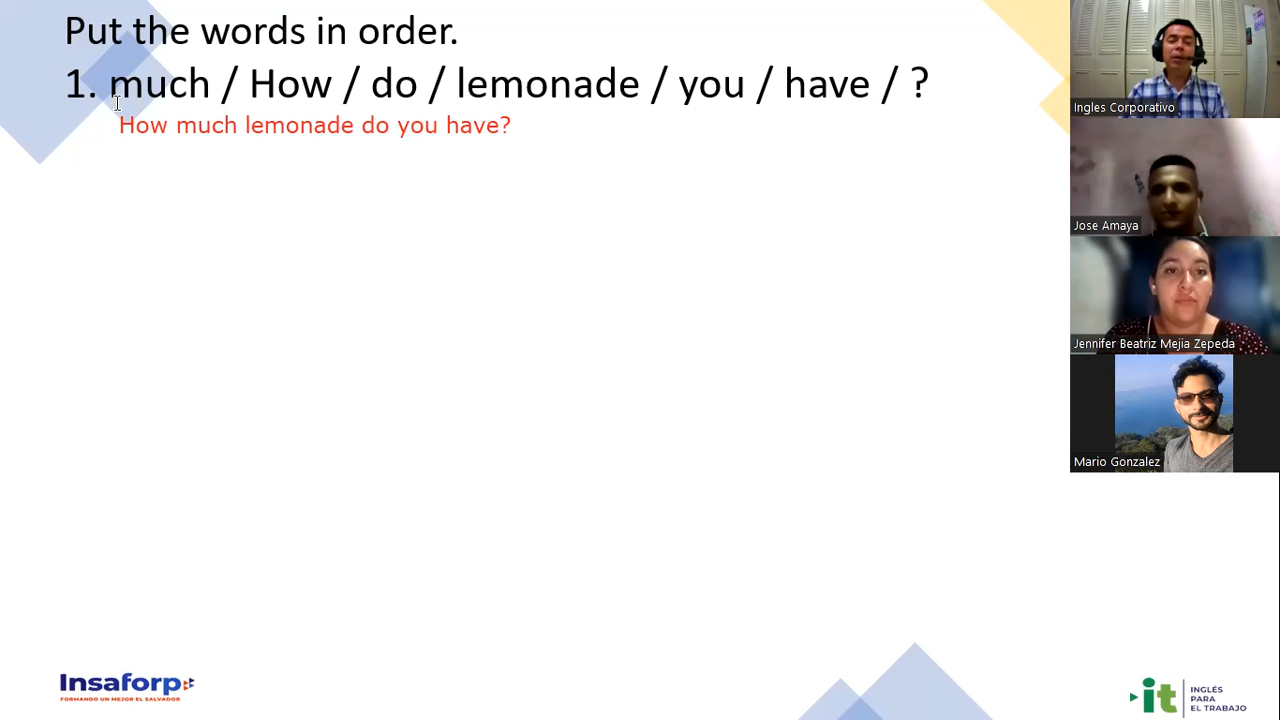 Put the words in order.
1. much / How / do / lemonade / you / have / ?
How much lemonade do you have?
Ingles Corporativo
Jose Amaya
Jennifer Beatriz Mejia Zepeda
Mario Gonzalez
Insaforp
FORMANDO UN MEJOR EL SALVADOR
it
INGLÉS
PARA
EL TRABAJO